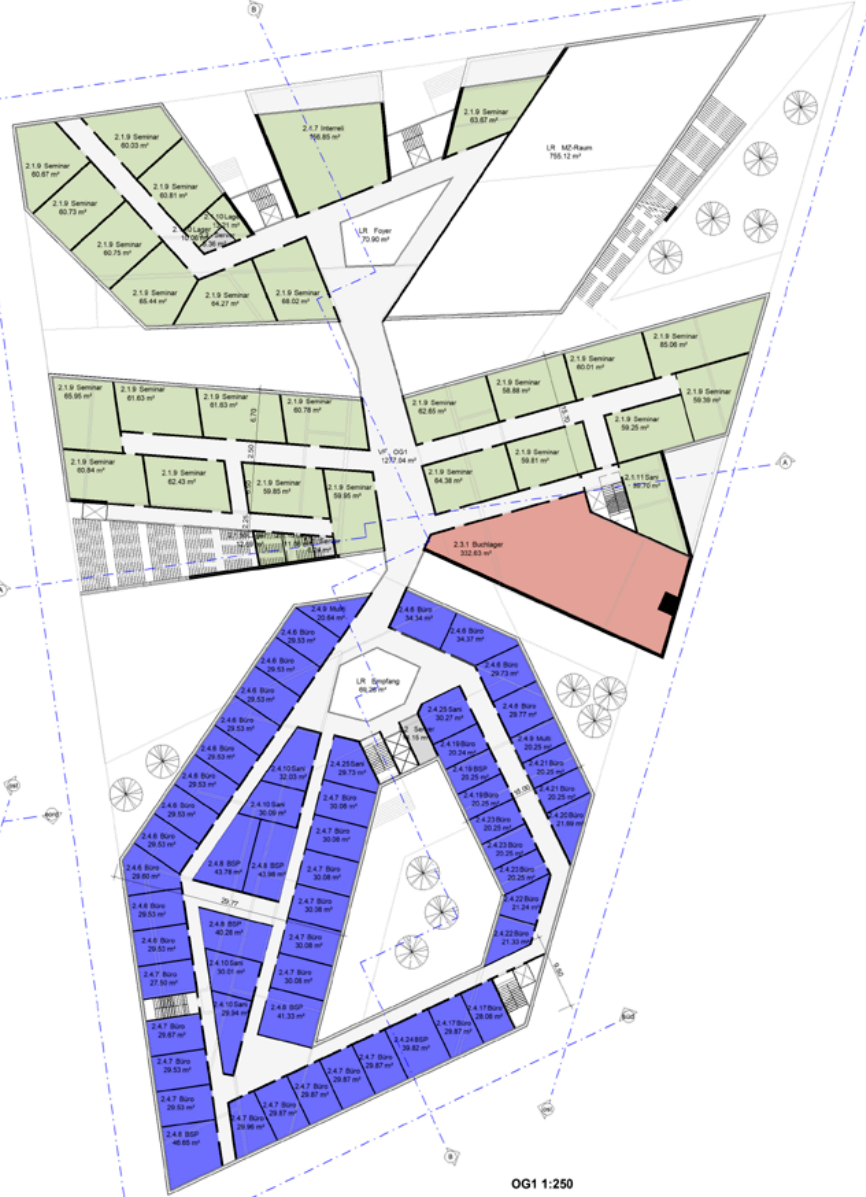 B
2.1.9 Seminar
60.03 m²
2.1.9 Seminar
60.67 m²
2.1.9 Seminar
60.81 m²
2.1.9 Seminar
60.73 m²
2.1.9 Seminar
60.75 m²
2.1.9 Seminar
65.44 m²
2.1.9 Seminar
64.27 m²
2.1.9 Seminar
68.02 m²
2.1.7
2.1.9 Seminar
63.67 m²
LR MZ-Raum
755.12 m²
LR Foyer
70.90 m²
2.1.9 Seminar
65.95 m²
2.1.9 Seminar
61.63 m²
2.1.9 Seminar
61.63 m²
2.1.9 Seminar
60.78 m²
6.70
2.50
2.1.9 Seminar
60.84 m²
2.1.9 Seminar
62.43 m²
2.1.9 Seminar
59.85 m²
2.1.9 Seminar
59.95 m²
2.25
VF OG1
1277.04 m²
2.1.9 Seminar
62.65 m²
2.1.9 Seminar
58.88 m²
2.1.9 Seminar
60.01 m²
2.1.9 Seminar
85.06 m²
2.1.9 Seminar
59.39 m²
2.1.9 Seminar
59.25 m²
15.70
2.1.9 Seminar
64.38 m²
2.1.9 Seminar
59.81 m²
2.1.11 Sani
A
2.3.1 Buchlager
332.63 m²
A
2.4.9 Multi
20.64 m²
2.4.6 Büro
34.34 m²
2.4.6 Büro
34.37 m²
2.4.6 Büro
29.53 m²
2.4.6 Büro
29.53 m²
2.4.6 Büro
29.53 m²
2.4.6 Büro
29.53 m²
2.4.6 Büro
29.53 m²
2.4.6 Büro
29.53 m²
2.4.6 Büro
29.53 m²
2.4.6 Büro
29.53 m²
2.4.6 Büro
29.60 m²
2.4.6 Büro
29.53 m²
2.4.6 Büro
29.53 m²
2.4.7 Büro
27.50 m²
2.4.7 Büro
2.4.7 Büro
29.53 m²
2.4.7 Büro
29.53 m²
2.4.8 BSP
46.65 m²
LR Empfang
2.4.6 Büro
29.73 m²
2.4.6 Büro
29.77 m²
2.4.9 Multi
20.25 m²
2.4.21 Büro
20.25 m²
2.4.21 Büro
20.25 m²
2.4.20 Büro
21.69 m²
2.4.25 Sani
30.27 m²
2.4.19 Büro
20.24 m²
2.4.18 BSP
20.25 m²
2.4.19 Büro
20.25 m²
2.4.23 Büro
20.25 m²
2.4.23 Büro
20.25 m²
2.4.23 Büro
20.25 m²
2.4.22 Büro
21.24 m²
2.4.22 Büro
21.33 m²
2.4.10 Sani
32.03 m²
2.4.10 Sani
30.09 m²
2.4.8 BSP
43.78 m²
2.4.8 BSP
43.98 m²
2.4.25 Sani
29.73 m²
2.4.7 Büro
30.08 m²
2.4.7 Büro
30.08 m²
2.4.7 Büro
30.08 m²
2.4.7 Büro
30.08 m²
2.4.7 Büro
30.08 m²
2.4.7 Büro
30.08 m²
2.4.8 BSP
41.33 m²
29.77
2.4.8 BSP
40.28 m²
2.4.10 Sani
30.01 m²
2.4.10 Sani
29.94 m²
9.90
2.4.17 Büro
28.08 m²
2.4.17 Büro
29.87 m²
2.4.24 BSP
39.82 m²
2.4.7 Büro
29.87 m²
2.4.7 Büro
29.87 m²
2.4.7 Büro
29.87 m²
2.4.7 Büro
2.4.7 Büro
29.96 m²
süd
ost
B
OG1 1:250